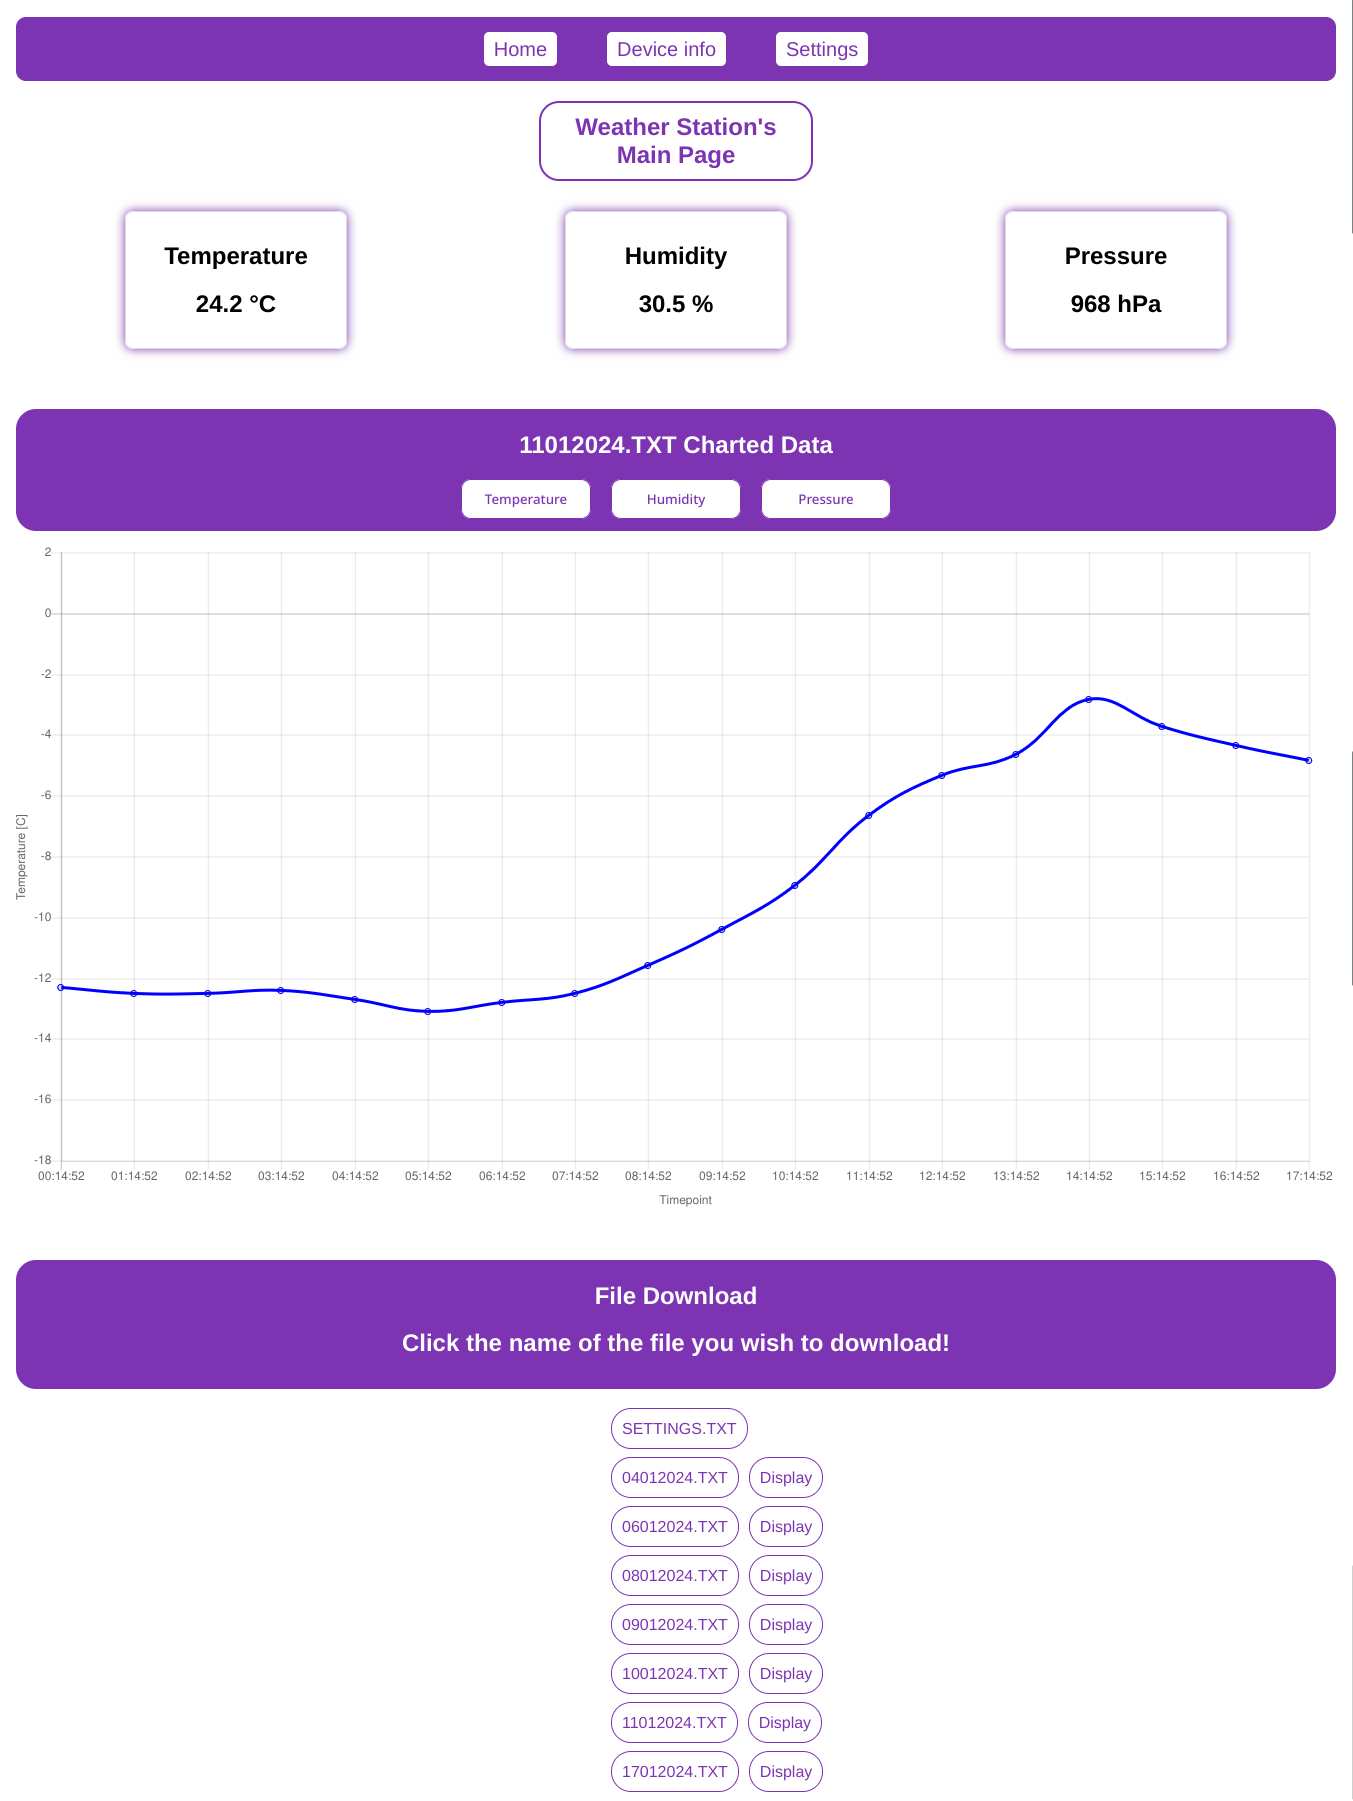 Home Device info Settings
Weather Station's
Main Page
Temperature Humidity Pressure
24.2 °C 30.5 % 968 hPa
11012024.TXT Charted Data
Temperature Humidity Pressure
2
0
-2
-4
-6
-8
-10
-12
-14
-16
-18
Temperature [C]
00:14:52 01:14:52 02:14:52 03:14:52 04:14:52 05:14:52 06:14:52 07:14:52 08:14:52 09:14:52 10:14:52 11:14:52 12:14:52 13:14:52 14:14:52 15:14:52 16:14:52 17:14:52
Timepoint
File Download
Click the name of the file you wish to download!
SETTINGS.TXT
04012024.TXT Display
06012024.TXT Display
08012024.TXT Display
09012024.TXT Display
10012024.TXT Display
11012024.TXT Display
17012024.TXT Display